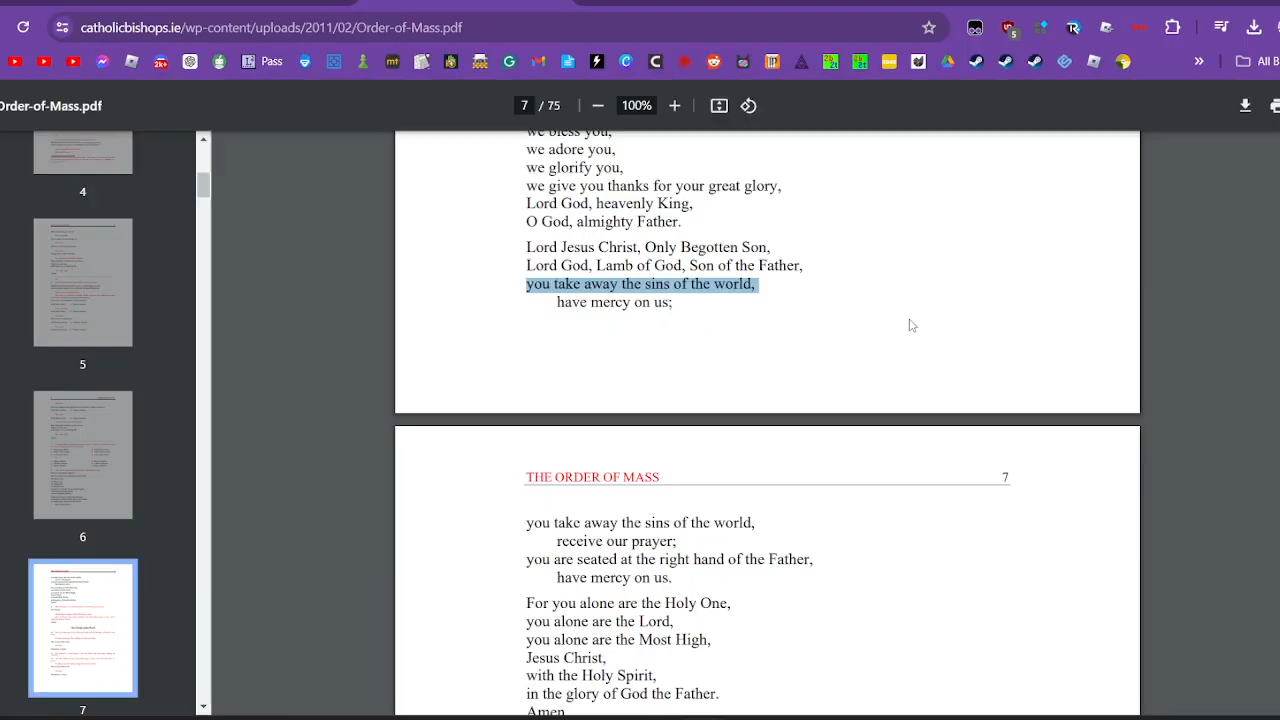 catholicbishops.ie/wp-content/uploads/2011/02/Order-of-Mass.pdf
Pass
All B
Order-of-Mass.pdf
7 / 75
100%
we bless you,
we adore you,
we glorify you,
we give you thanks for your great glory,
Lord God, heavenly King,
O God, almighty Father.
Lord Jesus Christ, Only Begotten Son,
Lord God, Lamb of God, Son of the Father,
you take away the sins of the world,
have mercy on us;
THE ORDER OF MASS 7
you take away the sins of the world,
receive our prayer;
you are seated at the right hand of the Father,
have mercy on us.
For you alone are the Holy One,
you alone are the Lord,
you alone are the Most High,
Jesus Christ,
with the Holy Spirit,
in the glory of God the Father.
Amen
4
5
6
7